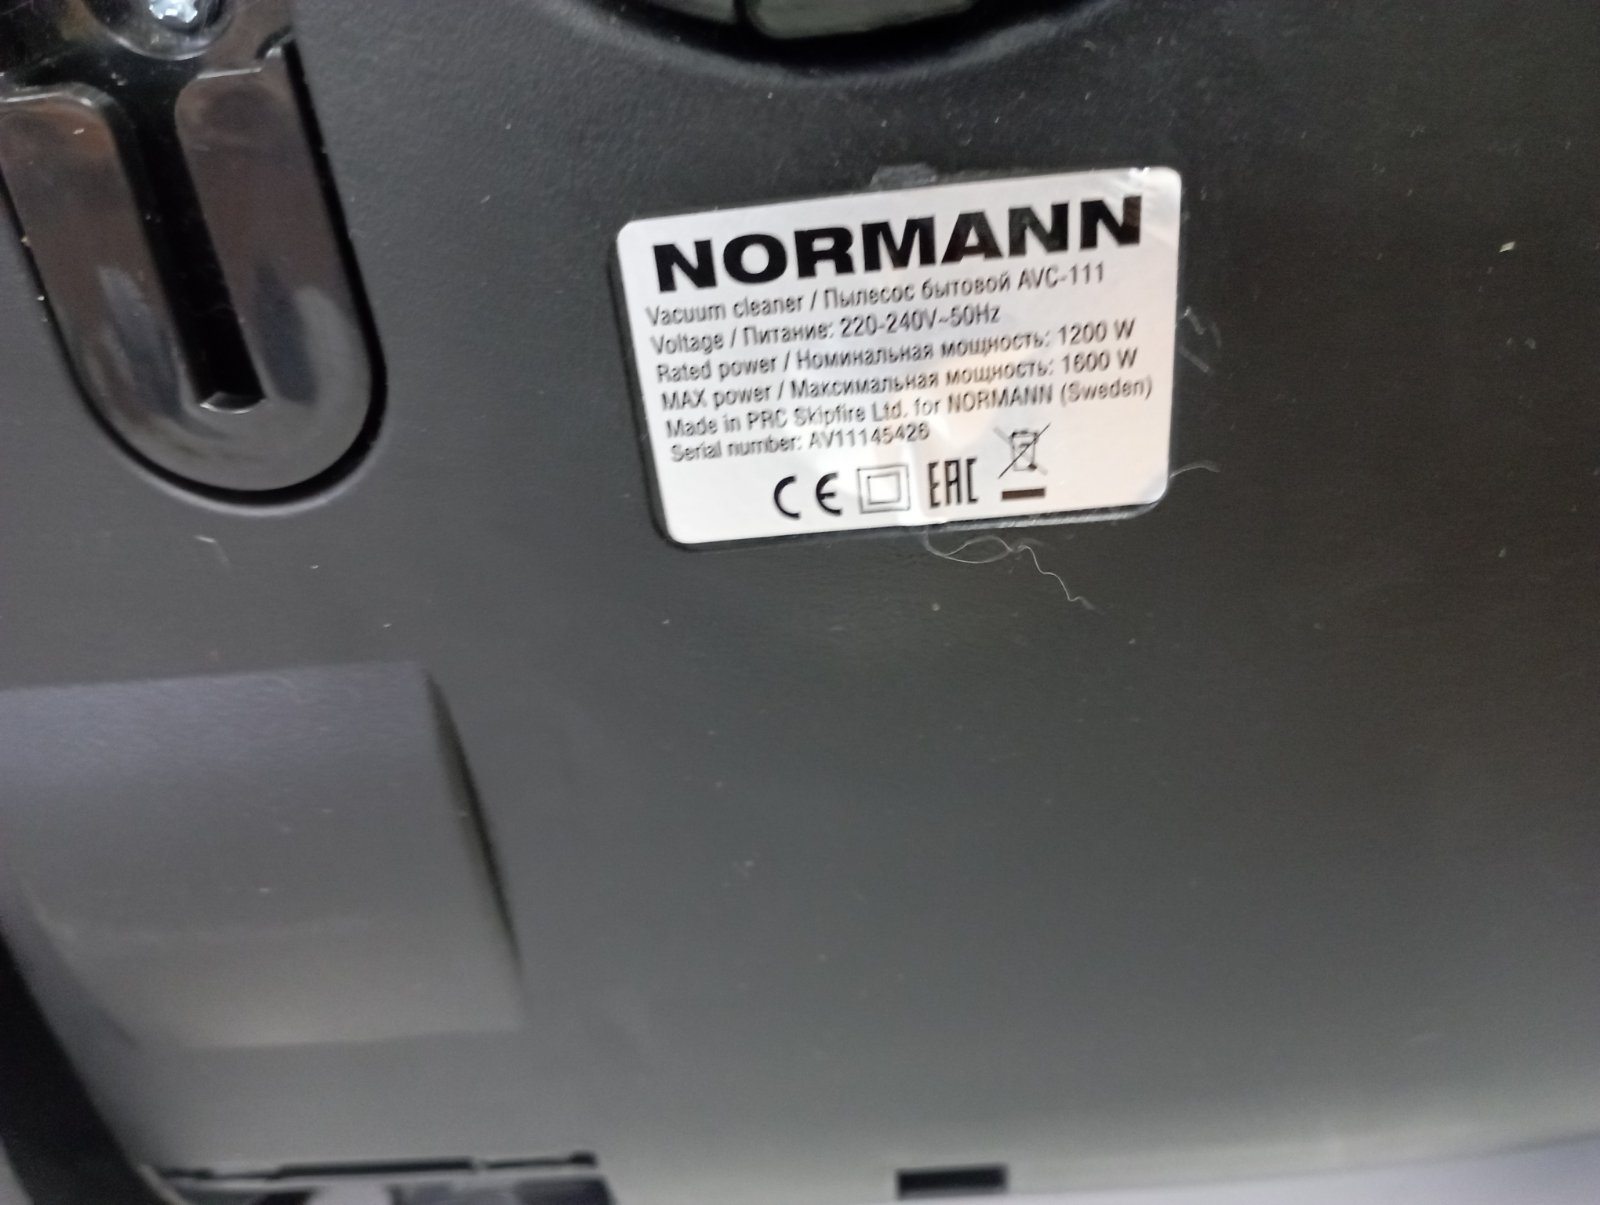 NORMANN
Vacuum cleaner / Пылесос бытовой AVC-111
Voltage / Питание: 220-240V~50Hz
Rated power / Номинальная мощность: 1200 W
MAX power / Максимальная мощность: 1600 W
Made in PRC Skipfire Ltd. for NORMANN (Sweden)
Serial number: AV11145426
CE EAC